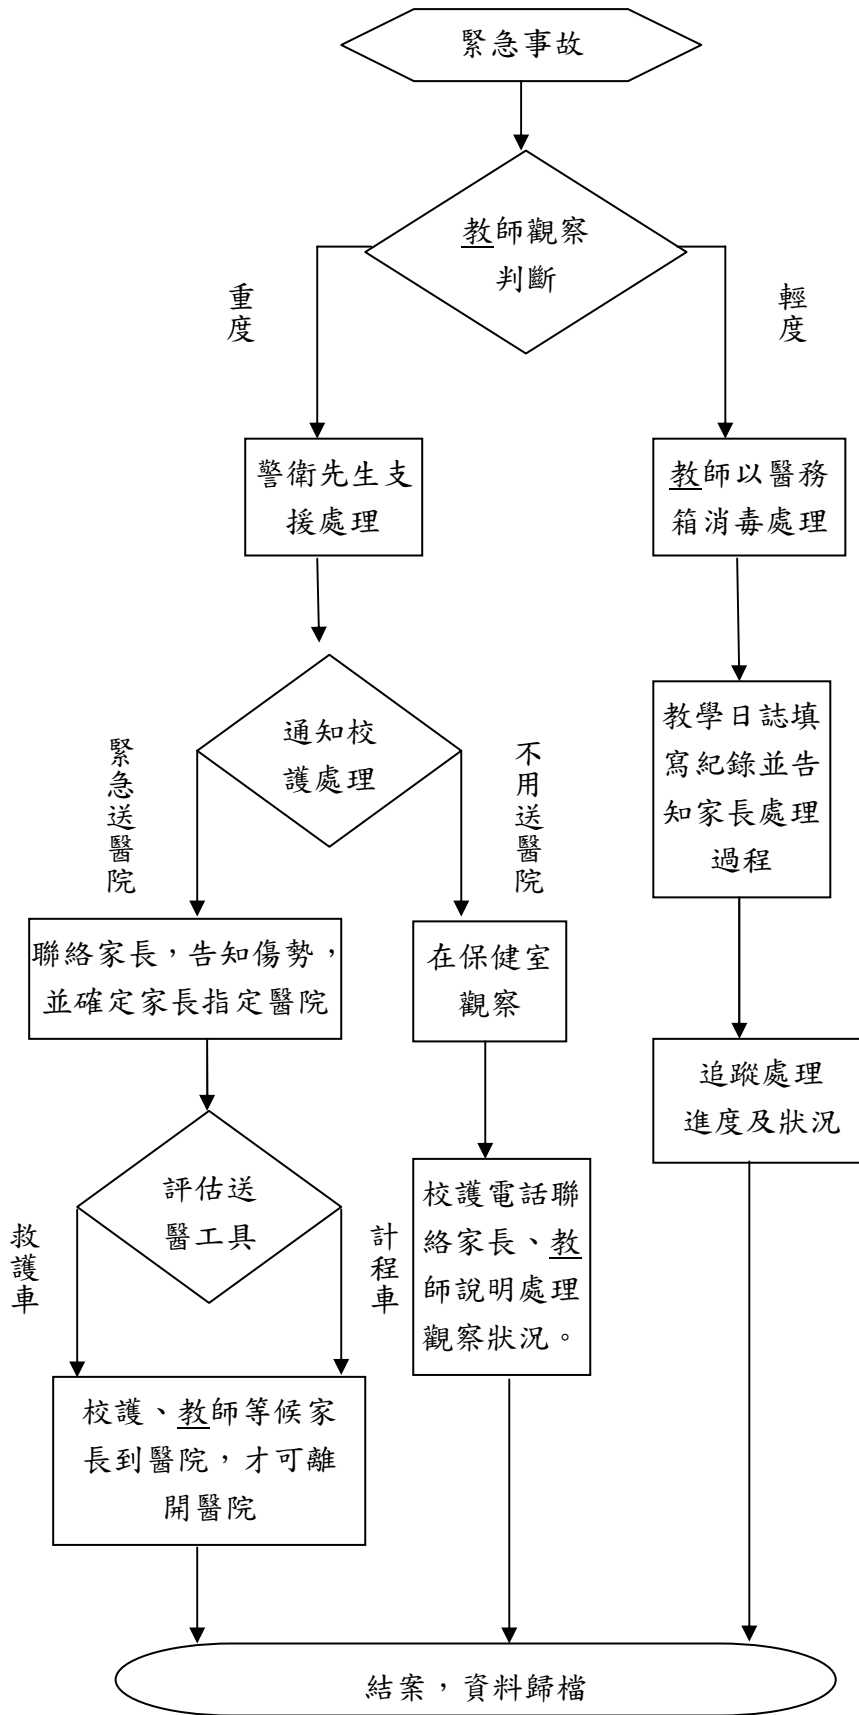 緊急事故
教師觀察
判斷
重度
輕度
警衛先生支
援處理
教師以醫務
箱消毒處理
通知校
護處理
緊急送醫院
不用送醫院
教學日誌填
寫紀錄並告
知家長處理
過程
聯絡家長，告知傷勢，
並確定家長指定醫院
在保健室
觀察
追蹤處理
進度及狀況
評估送
醫工具
救護車
計程車
校護電話聯
絡家長、教
師說明處理
觀察狀況。
校護、教師等候家
長到醫院，才可離
開醫院
結案，資料歸檔